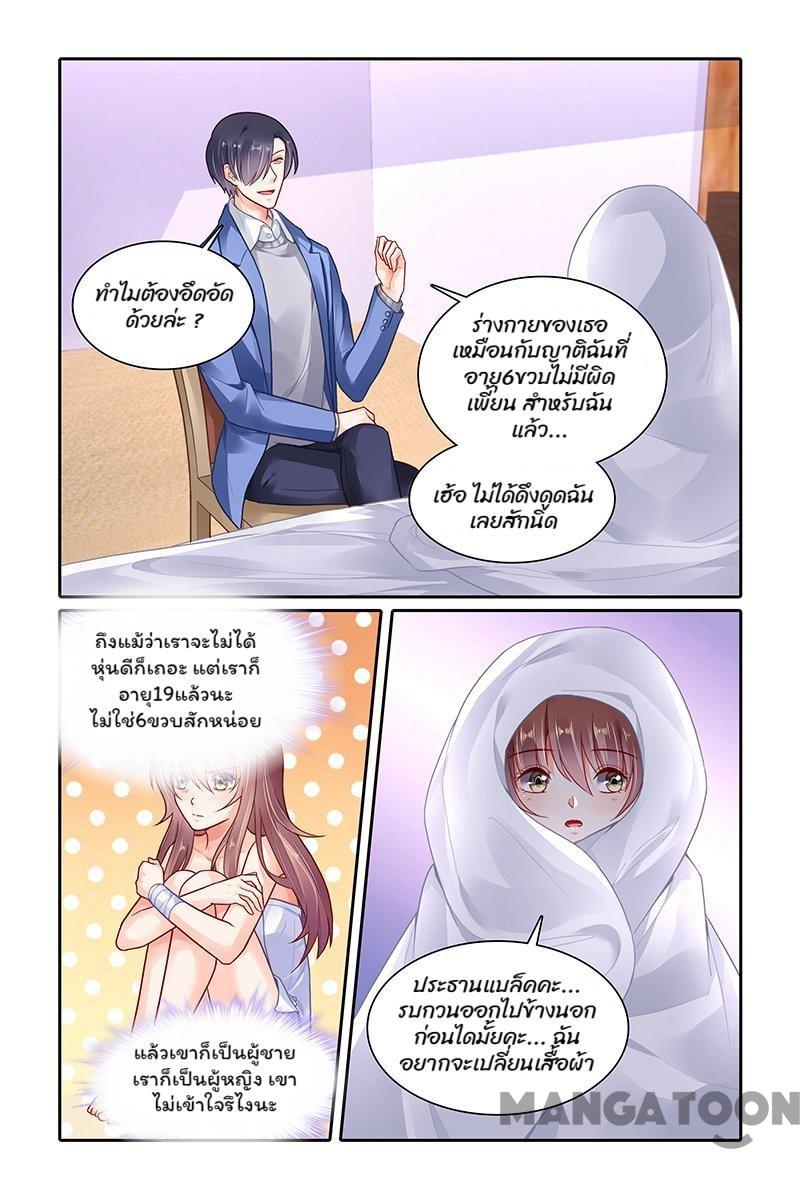 ทำไมต้องอึดอัด
ด้วยล่ะ ?
ร่างกายของเธอ
เหมือนกับญาติฉันที่
อายุ6ขวบไม่มีผิด
เพี้ยน สำหรับฉัน
แล้ว...
เฮ้อ ไม่ได้ดึงดูดฉัน
เลยสักนิด
ถึงแม้ว่าเราจะไม่ได้
หุ่นดีก็เถอะ แต่เราก็
อายุ19แล้วนะ
ไม่ใช่6ขวบสักหน่อย
แล้วเขาก็เป็นผู้ชาย
เราก็เป็นผู้หญิง เขา
ไม่เข้าใจรึไงนะ
ประธานแบล็คคะ...
รบกวนออกไปข้างนอก
ก่อนไดมั้ยคะ... ฉัน
อยากจะเปลี่ยนเสื้อผ้า
MANGATOON